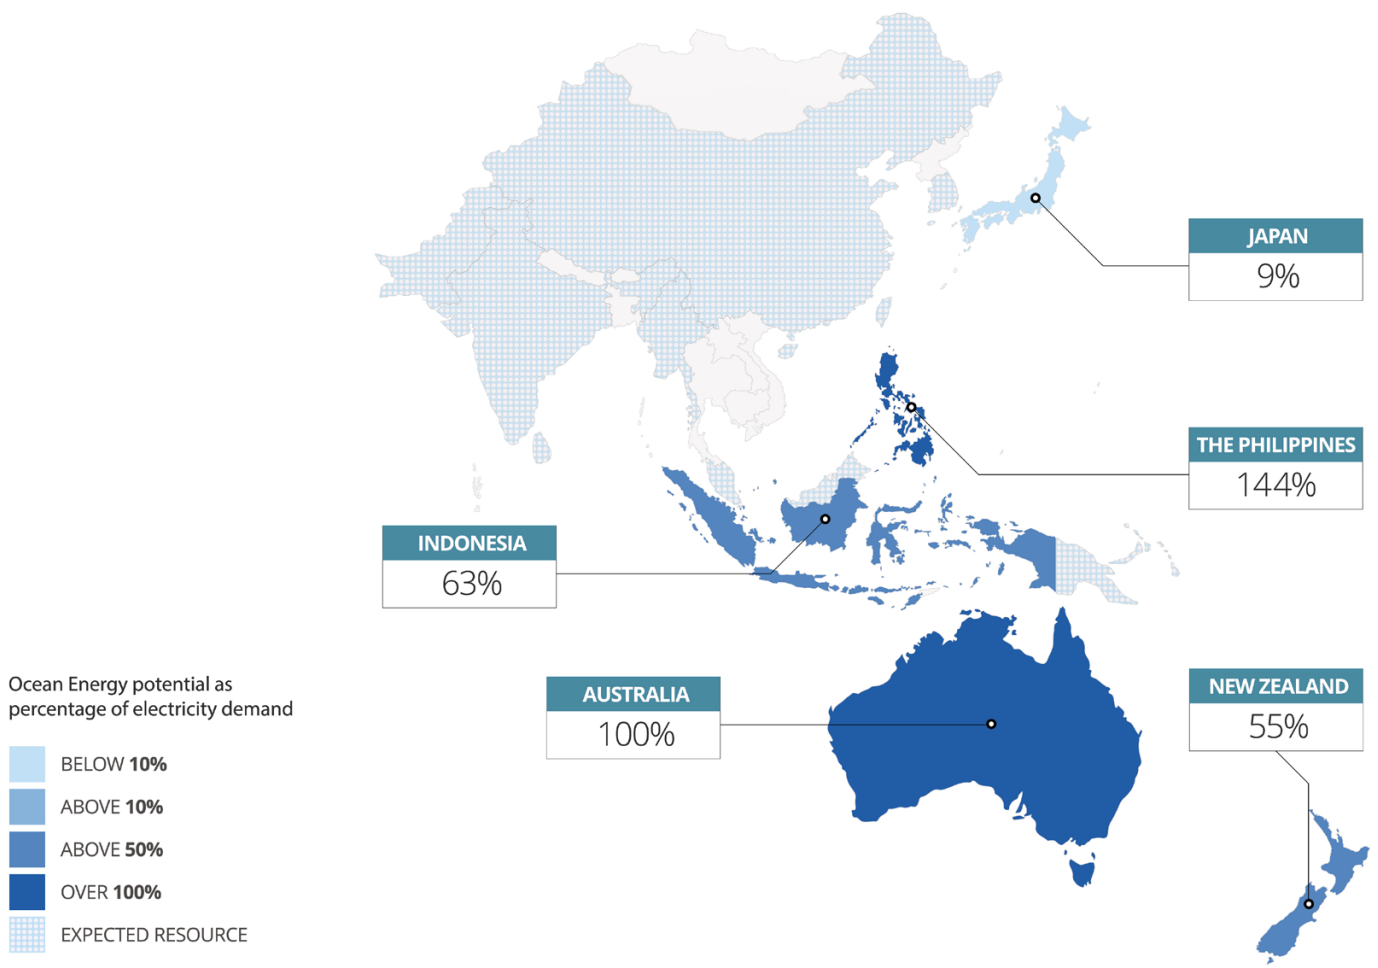 JAPAN
9%
THE PHILIPPINES
144%
INDONESIA
63%
AUSTRALIA
100%
NEW ZEALAND
55%
Ocean Energy potential as
percentage of electricity demand
BELOW 10%
ABOVE 10%
ABOVE 50%
OVER 100%
EXPECTED RESOURCE